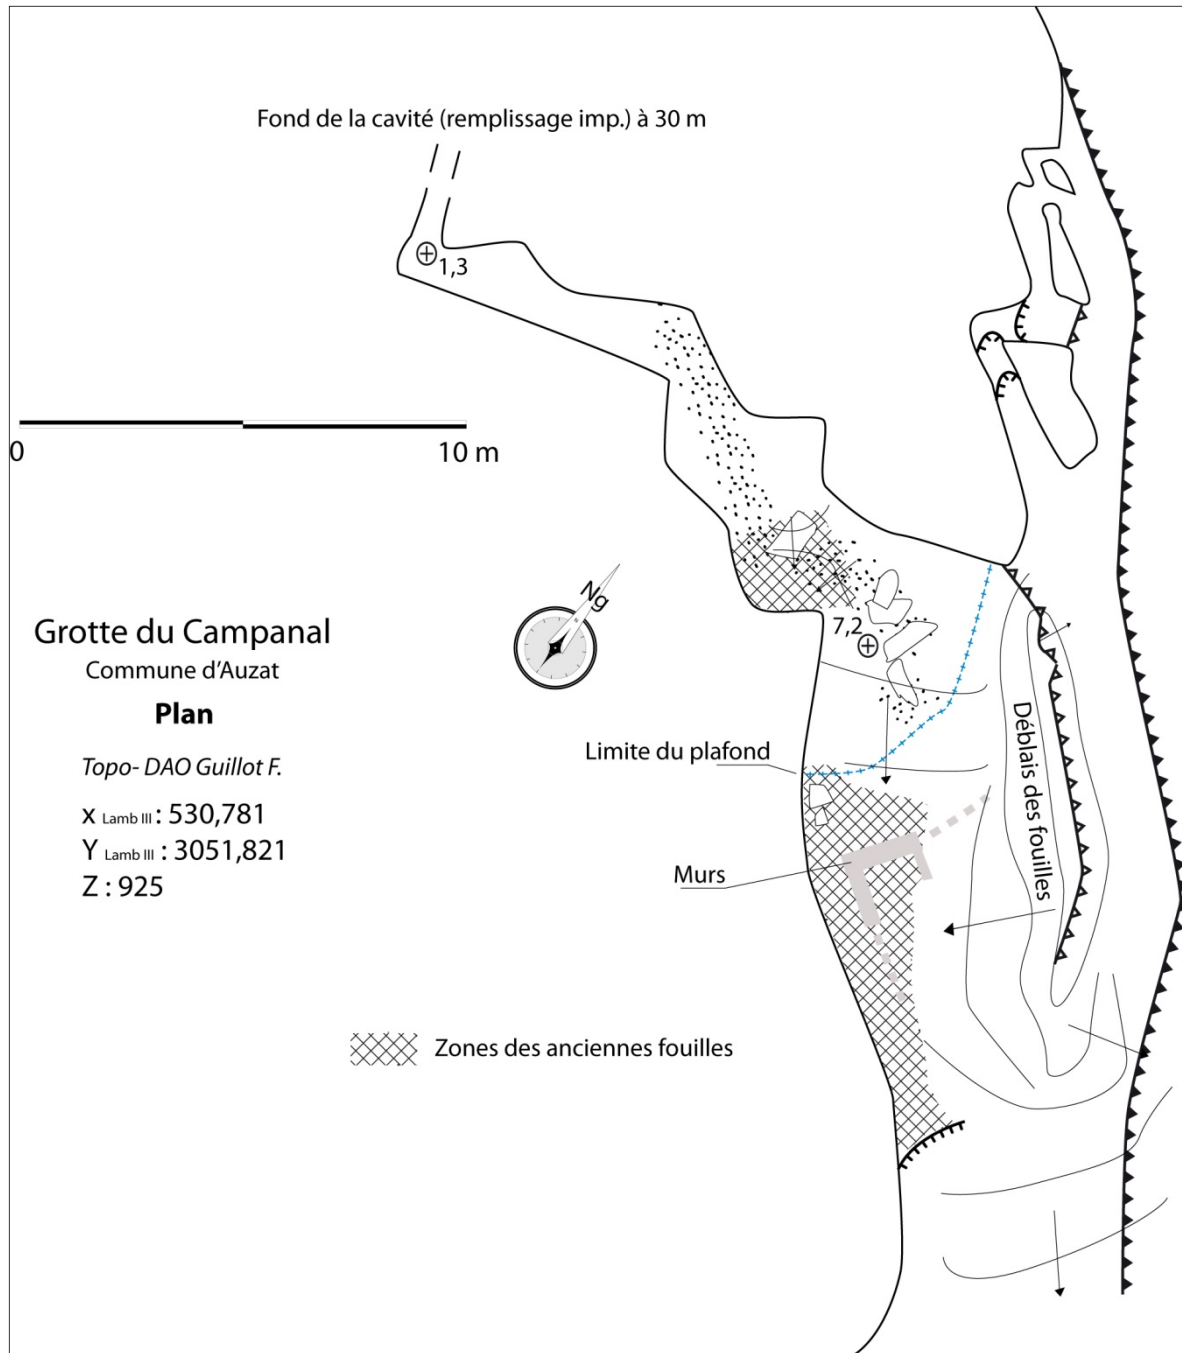 Fond de la cavité (remplissage imp.) à 30 m
1,3
0
10 m
Ng
7,2
Grotte du Campanal
Commune d'Auzat
Plan
Topo- DAO Guillot F.
x Lamb III : 530,781
Y Lamb III : 3051,821
Z : 925
Limite du plafond
Déblais des fouilles
Murs
Zones des anciennes fouilles